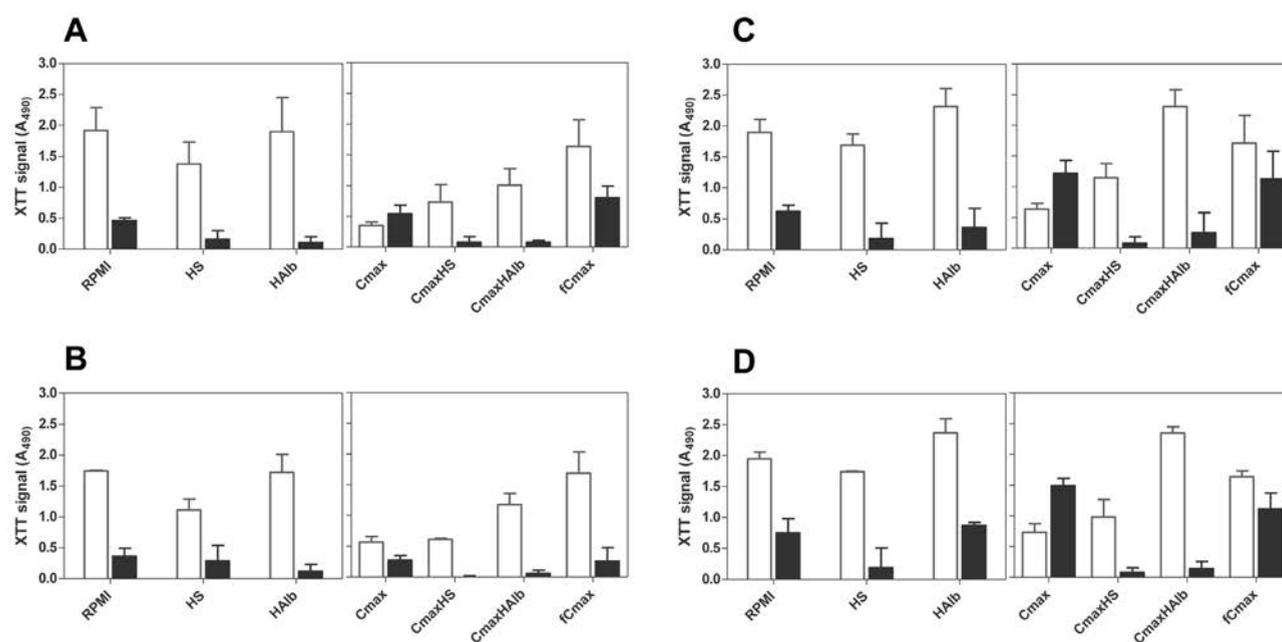 A
XTT signal (A490)
3.0
2.5
2.0
1.5
1.0
0.5
0.0
RPMI
HS
HAlb
Cmax
CmaxHS
CmaxHAlb
fCmax
C
XTT signal (A490)
3.0
2.5
2.0
1.5
1.0
0.5
0.0
RPMI
HS
HAlb
Cmax
CmaxHS
CmaxHAlb
fCmax
B
XTT signal (A490)
3.0
2.5
2.0
1.5
1.0
0.5
0.0
RPMI
HS
HAlb
Cmax
CmaxHS
CmaxHAlb
fCmax
D
XTT signal (A490)
3.0
2.5
2.0
1.5
1.0
0.5
0.0
RPMI
HS
HAlb
Cmax
CmaxHS
CmaxHAlb
fCmax